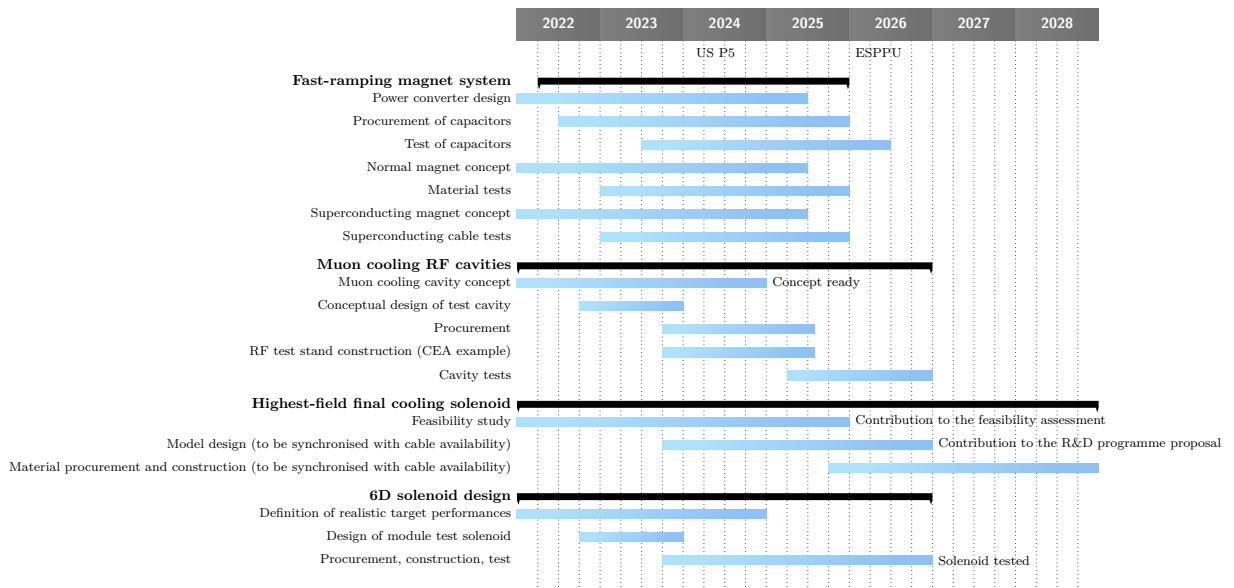 2022 2023 2024 2025 2026 2027 2028
US P5 ESPPU
Fast-ramping magnet system
Power converter design
Procurement of capacitors
Test of capacitors
Normal magnet concept
Material tests
Superconducting magnet concept
Superconducting cable tests
Muon cooling RF cavities
Muon cooling cavity concept Concept ready
Conceptual design of test cavity
Procurement
RF test stand construction (CEA example)
Cavity tests
Highest-field final cooling solenoid
Feasibility study Contribution to the feasibility assessment
Model design (to be synchronised with cable availability) Contribution to the R&D programme proposal
Material procurement and construction (to be synchronised with cable availability)
6D solenoid design
Definition of realistic target performances
Design of module test solenoid
Procurement, construction, test Solenoid tested